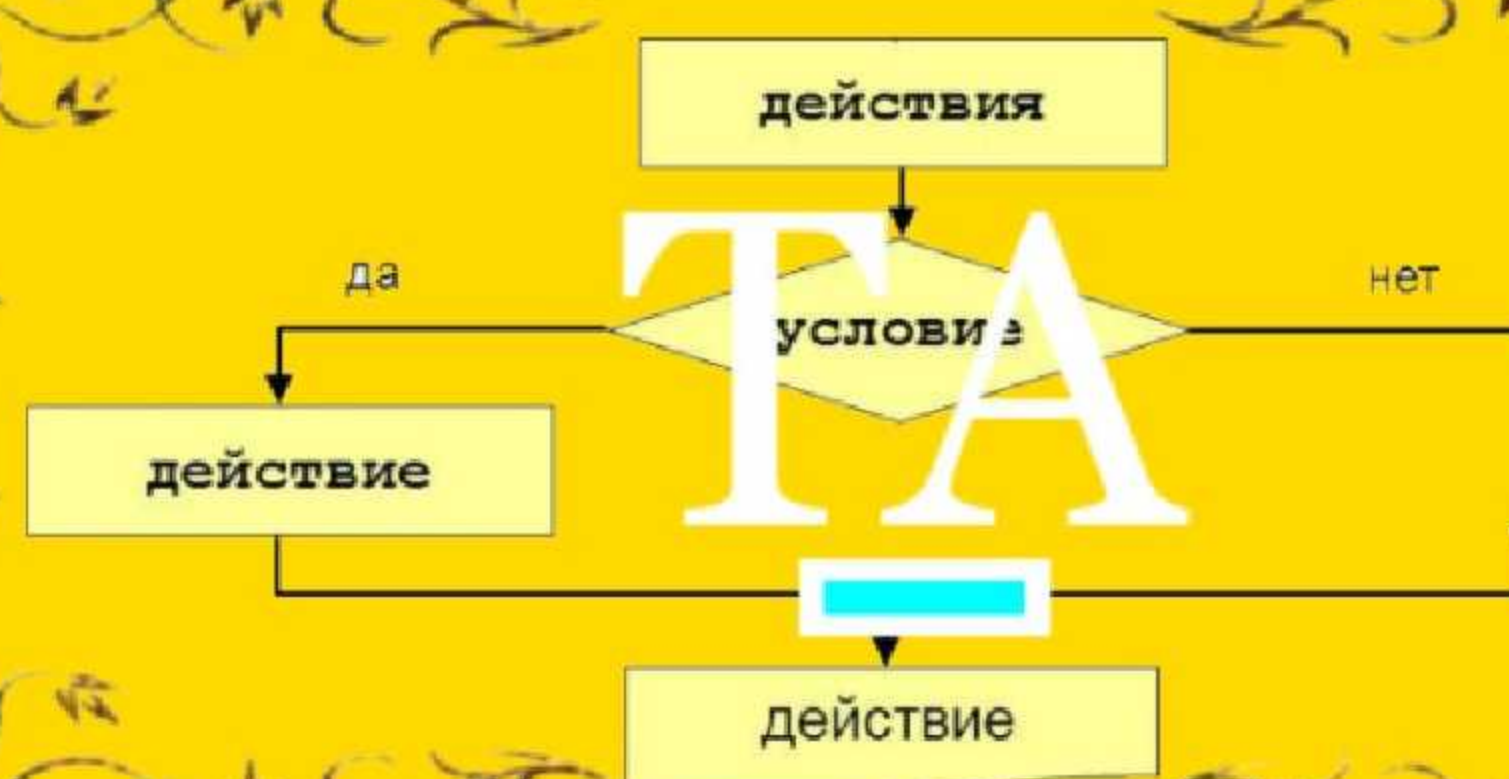 действия
ТА
да
нет
условие
действие
действие